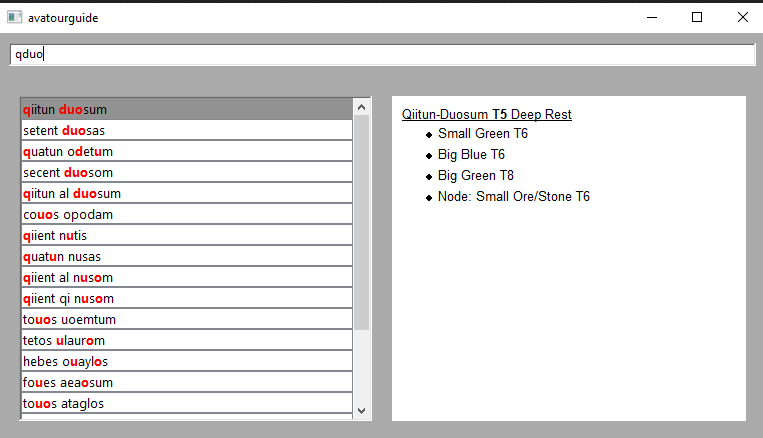 avatourguide
qduo
qiitun duosum
setent duosas
quatun odetum
secent duosom
qiitun al duosum
couos opodam
qiient nutis
quatun nusas
qiient al nusom
qiient qi nusom
touos uoemtum
tetos ulaurom
hebes ouaylos
foues aeaosum
touos ataglos
Qiitun-Duosum T5 Deep Rest
Small Green T6
Big Blue T6
Big Green T8
Node: Small Ore/Stone T6